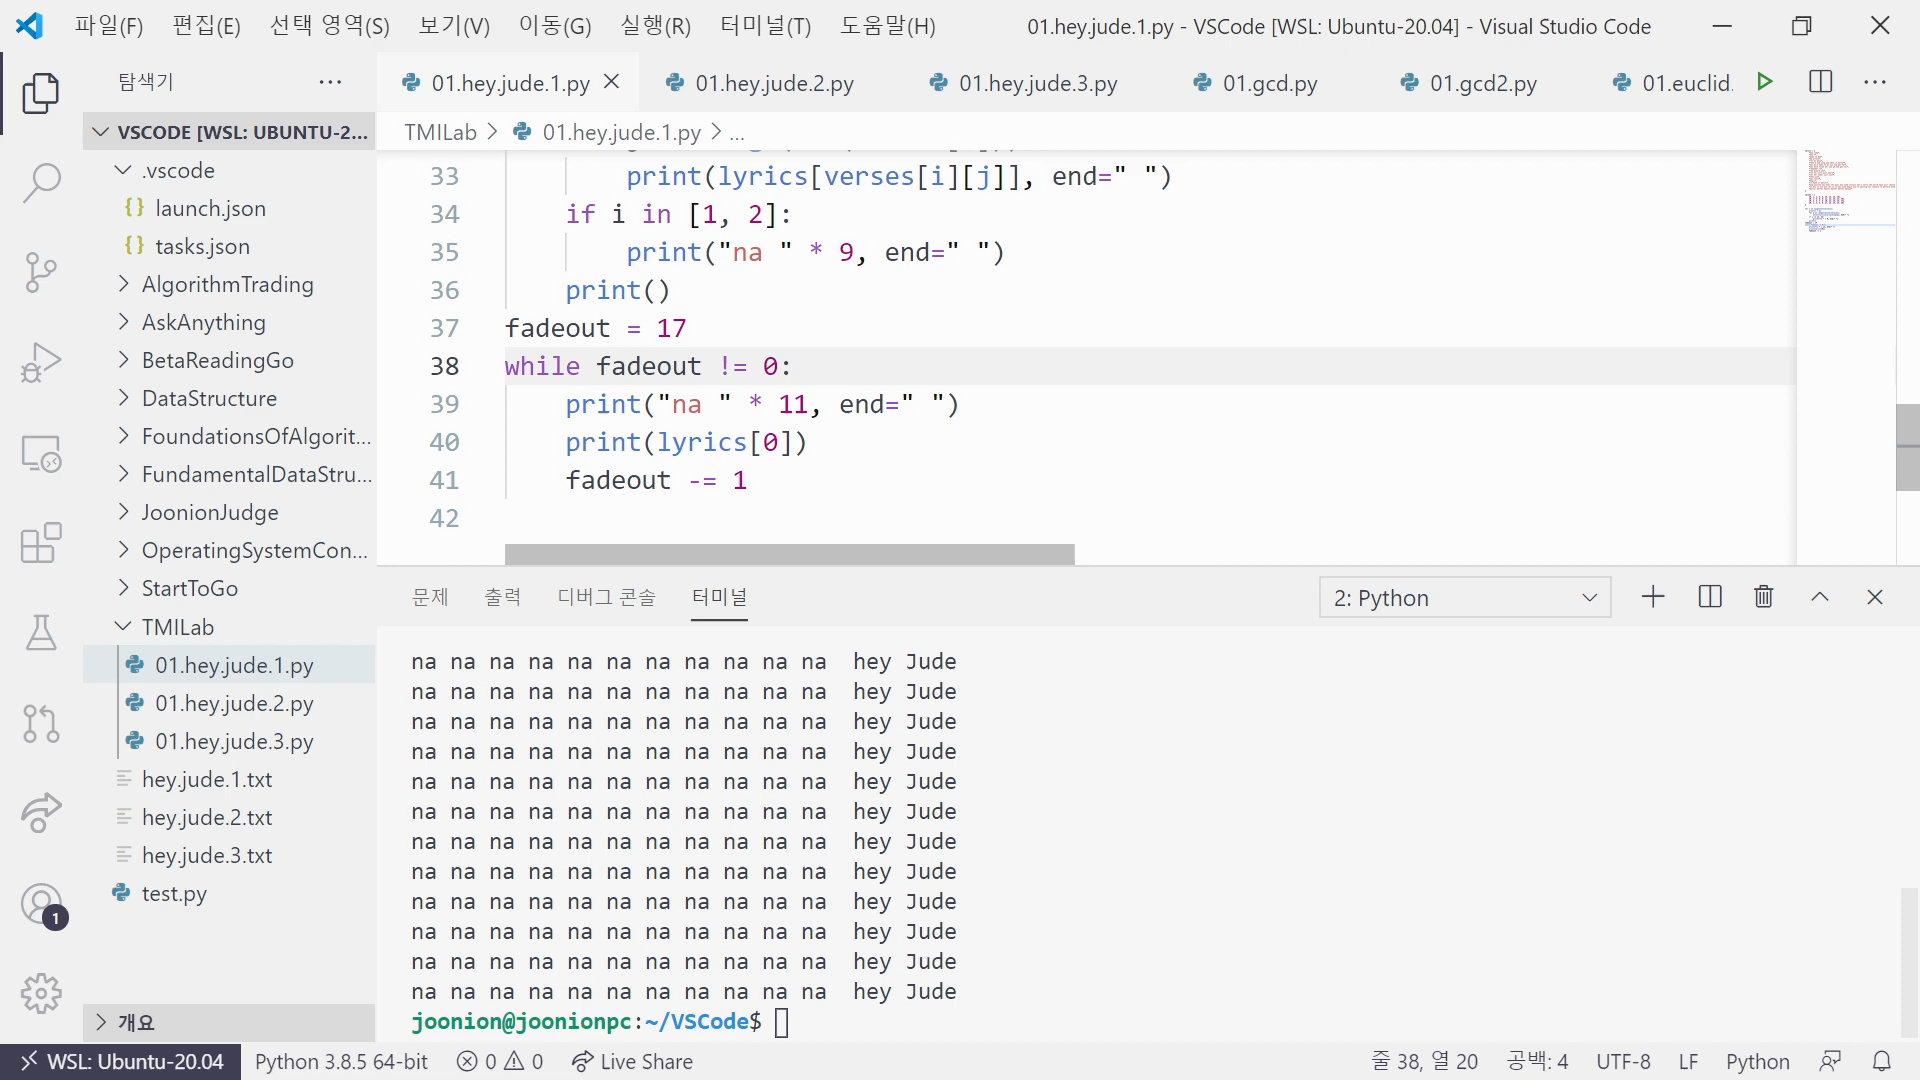 파일(F) 편집(E) 선택 영역(S) 보기(V) 이동(G) 실행(R) 터미널(T) 도움말(H) 01.hey.jude.1.py - VSCode [WSL: Ubuntu-20.04] - Visual Studio Code
탐색기
01.hey.jude.1.py 01.hey.jude.2.py 01.hey.jude.3.py 01.gcd.py 01.gcd2.py 01.euclid.
VSCODE [WSL: UBUNTU-2...
TMILab > 01.hey.jude.1.py > ...
.vscode
launch.json
tasks.json
AlgorithmTrading
AskAnything
BetaReadingGo
DataStructure
FoundationsOfAlgorit...
FundamentalDataStru...
JoonionJudge
OperatingSystemCon...
StartToGo
TMILab
01.hey.jude.1.py
01.hey.jude.2.py
01.hey.jude.3.py
hey.jude.1.txt
hey.jude.2.txt
hey.jude.3.txt
test.py
개요
33 print(lyrics[verses[i][j]], end=" ")
34 if i in [1, 2]:
35 print("na " * 9, end=" ")
36 print()
37 fadeout = 17
38 while fadeout != 0:
39 print("na " * 11, end=" ")
40 print(lyrics[0])
41 fadeout -= 1
42
문제 출력 디버그 콘솔 터미널 2: Python
na na na na na na na na na na na  hey Jude
na na na na na na na na na na na  hey Jude
na na na na na na na na na na na  hey Jude
na na na na na na na na na na na  hey Jude
na na na na na na na na na na na  hey Jude
na na na na na na na na na na na  hey Jude
na na na na na na na na na na na  hey Jude
na na na na na na na na na na na  hey Jude
na na na na na na na na na na na  hey Jude
na na na na na na na na na na na  hey Jude
na na na na na na na na na na na  hey Jude
na na na na na na na na na na na  hey Jude
joonion@joonionpc:~/VSCode$
1
WSL: Ubuntu-20.04 Python 3.8.5 64-bit 0 0 Live Share 줄 38, 열 20 공백: 4 UTF-8 LF Python